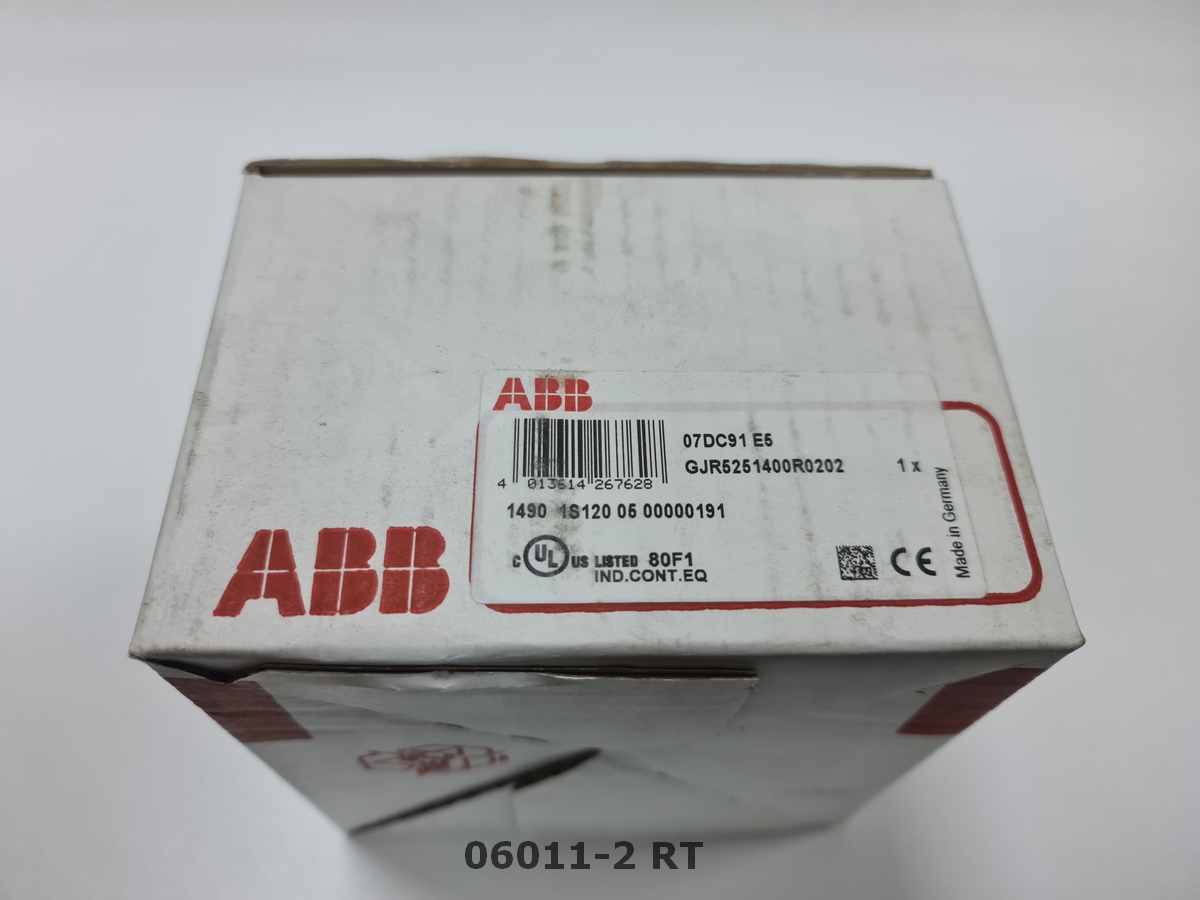 ABB
07DC91 E5
GJR5251400R0202 1 x
4 013614 267628
1490 1S120 05 00000191
C UL US LISTED 80F1
IND.CONT.EQ
CE
Made in Germany
ABB
06011-2 RT